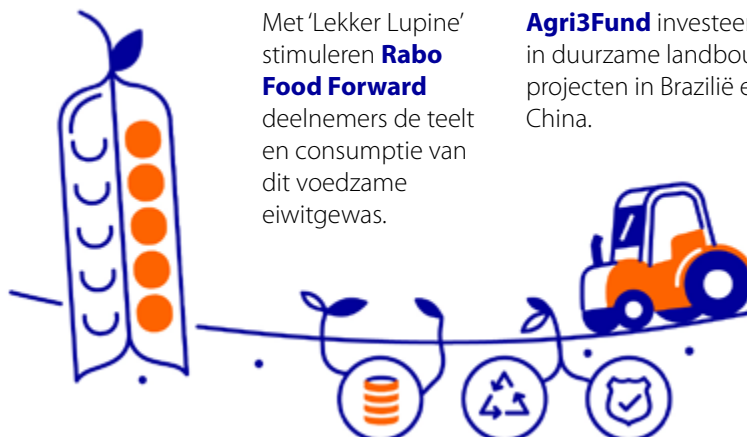 Met ‘Lekker Lupine’
stimuleren Rabo
Food Forward
deelnemers de teelt
en consumptie van
dit voedzame
eiwitgewas.
Agri3Fund
in duurzame
projecten in Brazilië
China.